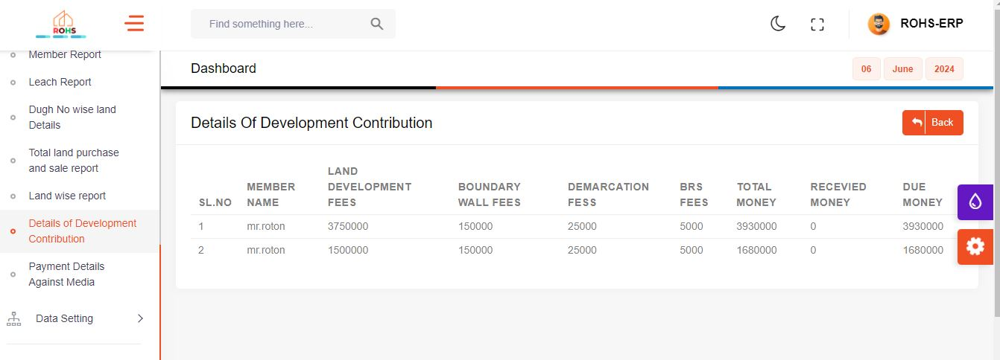 ROHS
Find something here...
ROHS-ERP
Member Report
Leach Report
Dugh No wise land
Details
Total land purchase
and sale report
Land wise report
Details of Development
Contribution
Payment Details
Against Media
Data Setting
Dashboard
06 June 2024
Details Of Development Contribution
Back
SL.NO MEMBER NAME LAND DEVELOPMENT FEES BOUNDARY WALL FEES DEMARCATION FESS BRS FEES TOTAL MONEY RECEVIED MONEY DUE MONEY
1 mr.roton 3750000 150000 25000 5000 3930000 0 3930000
2 mr.roton 1500000 150000 25000 5000 1680000 0 1680000